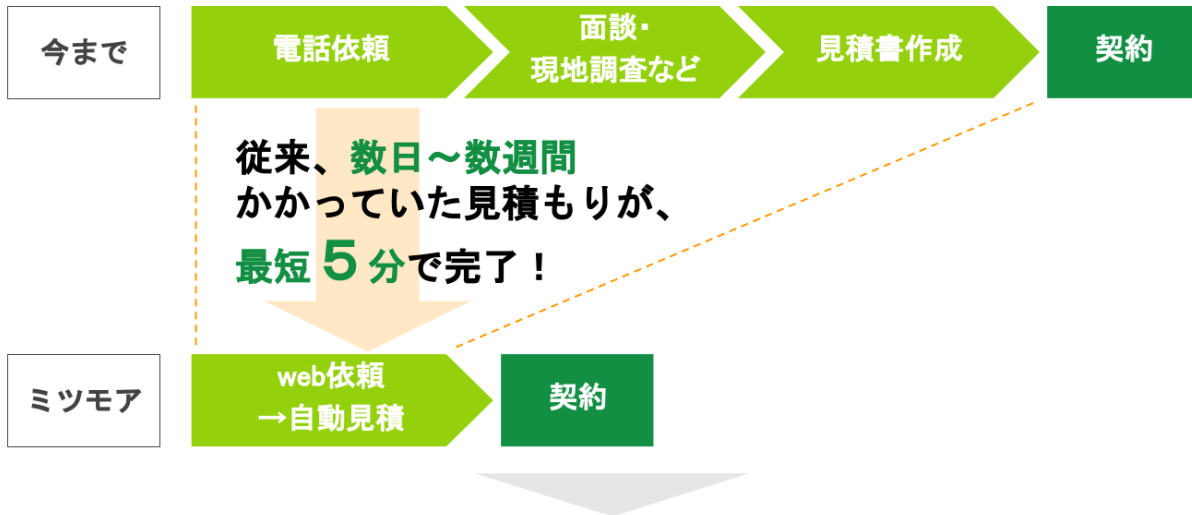 今まで
電話依頼
面談・
現地調査など
見積書作成
契約
従来、数日～数週間
かかっていた見積もりが、
最短5分で完了！
ミツモア
web依頼
→自動見積
契約